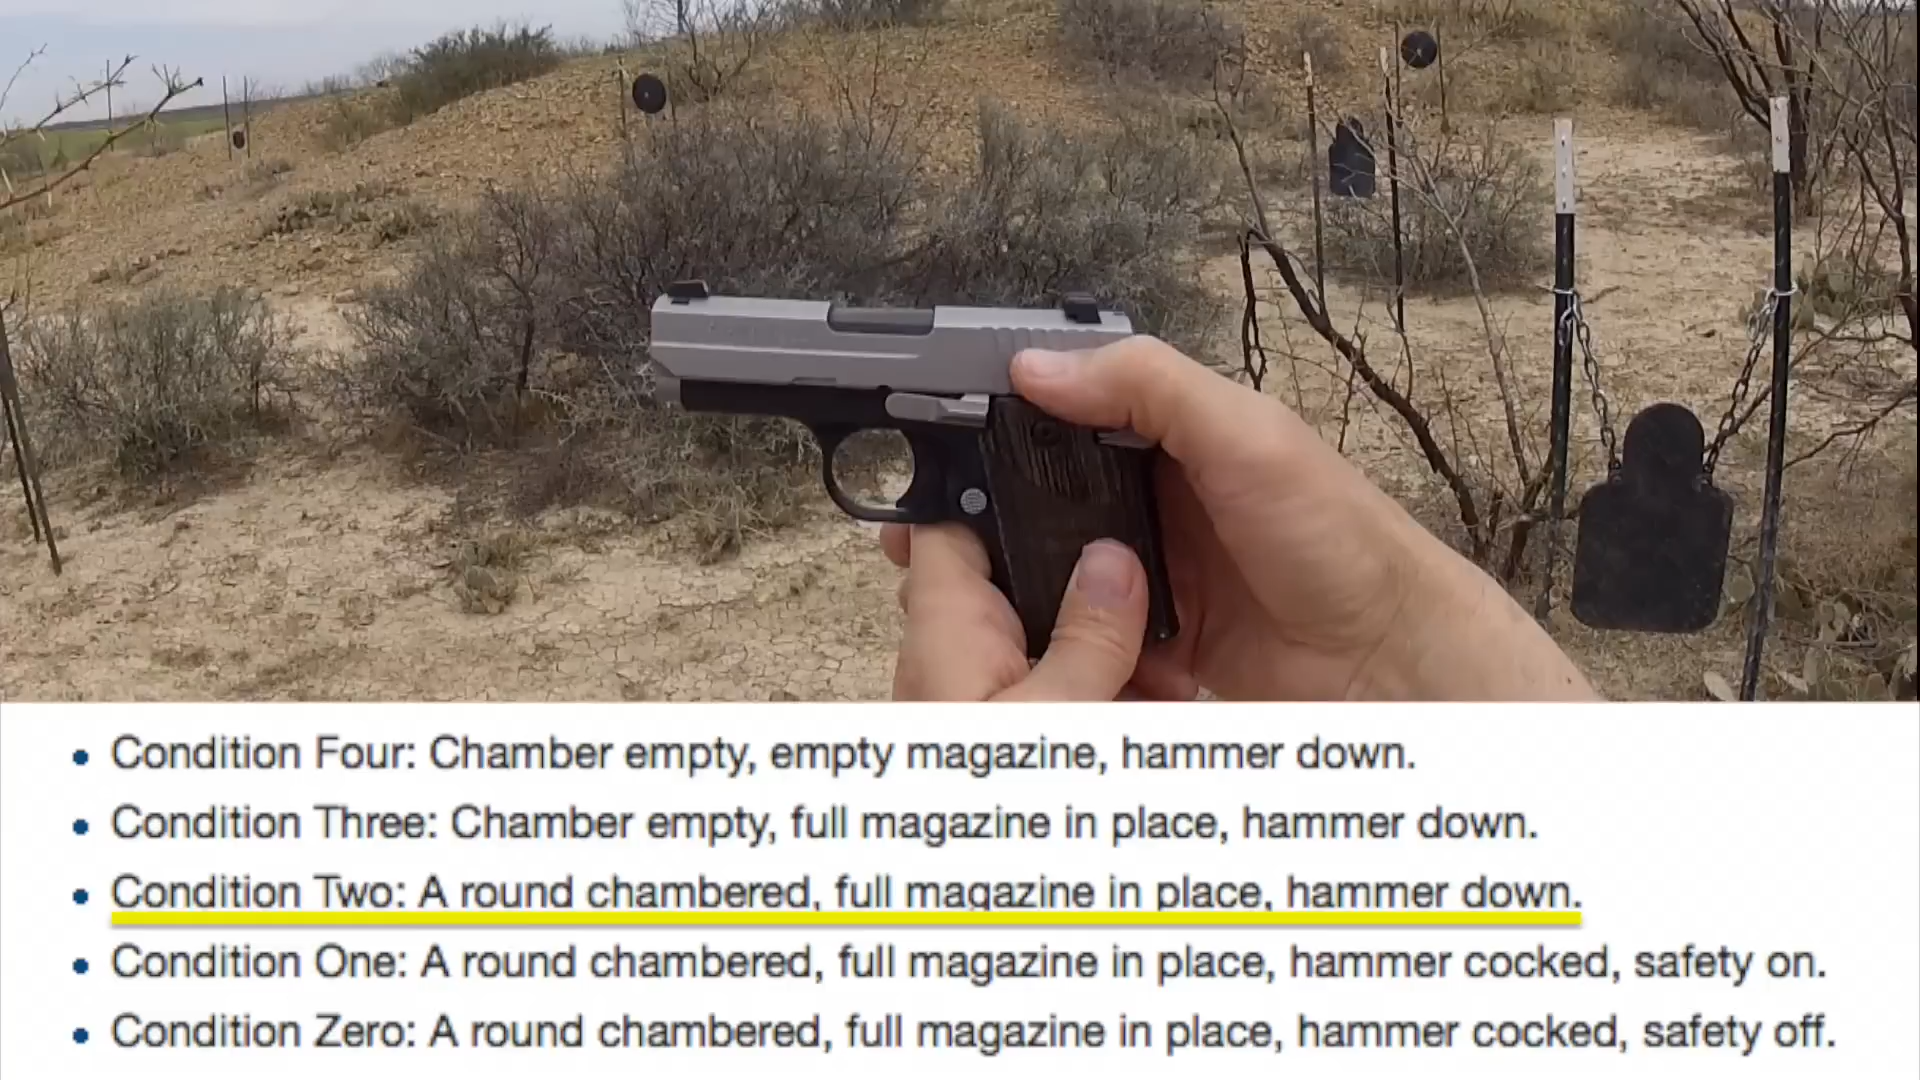 Condition Four: Chamber empty, empty magazine, hammer down.
Condition Three: Chamber empty, full magazine in place, hammer down.
Condition Two: A round chambered, full magazine in place, hammer down.
Condition One: A round chambered, full magazine in place, hammer cocked, safety on.
Condition Zero: A round chambered, full magazine in place, hammer cocked, safety off.